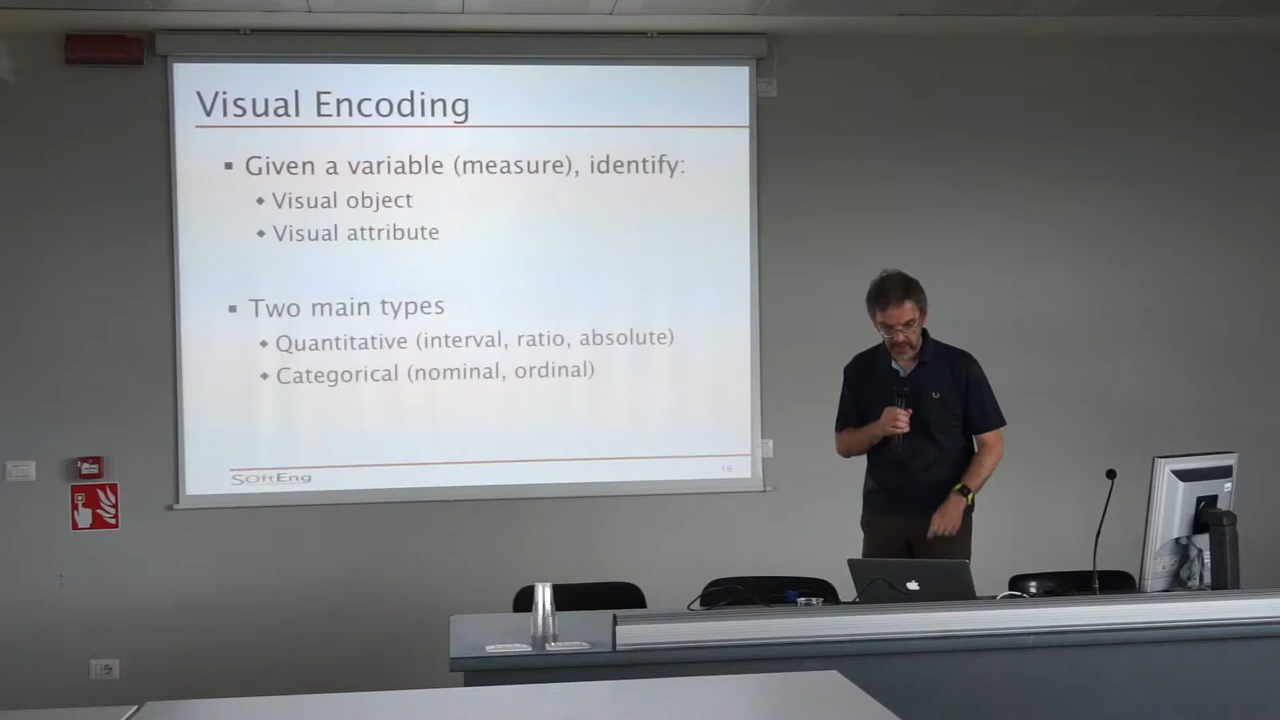 Visual Encoding
▪ Given a variable (measure), identify:
◆ Visual object
◆ Visual attribute
▪ Two main types
◆ Quantitative (interval, ratio, absolute)
◆ Categorical (nominal, ordinal)
SOftEng
16